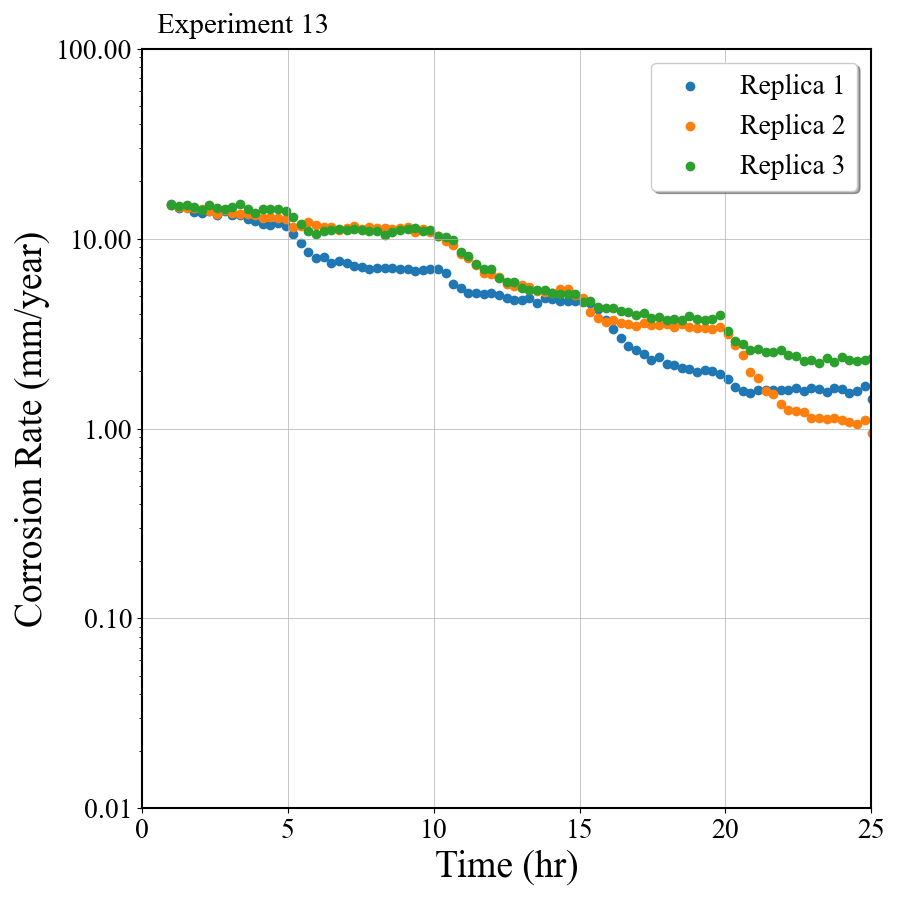 Experiment 13
100.00
10.00
1.00
0.10
0.01
Corrosion Rate (mm/year)
Replica 1
Replica 2
Replica 3
0 5 10 15 20 25
Time (hr)